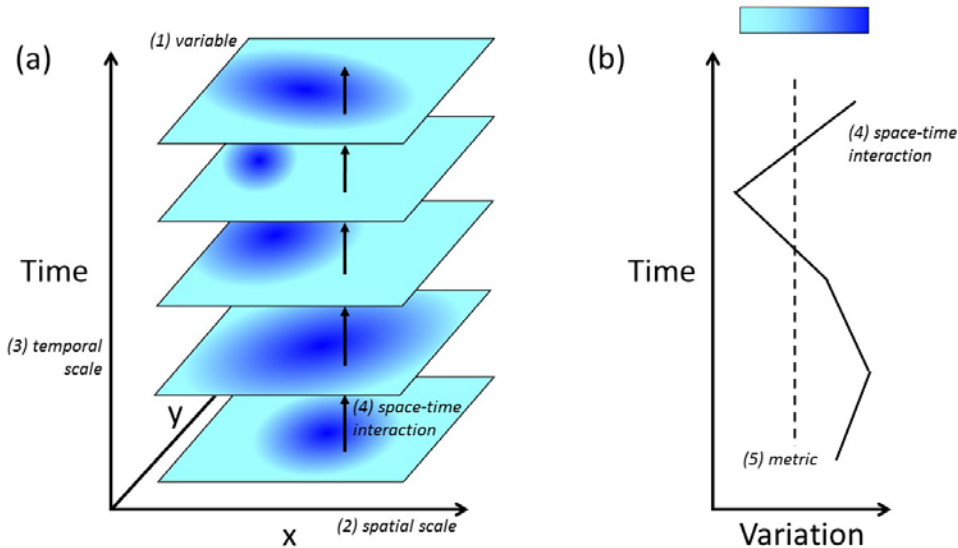 (a)
(1) variable
Time
(3) temporal
scale
y
(4) space-time
interaction
x
(2) spatial scale
(b)
(4) space-time
interaction
Time
(5) metric
Variation